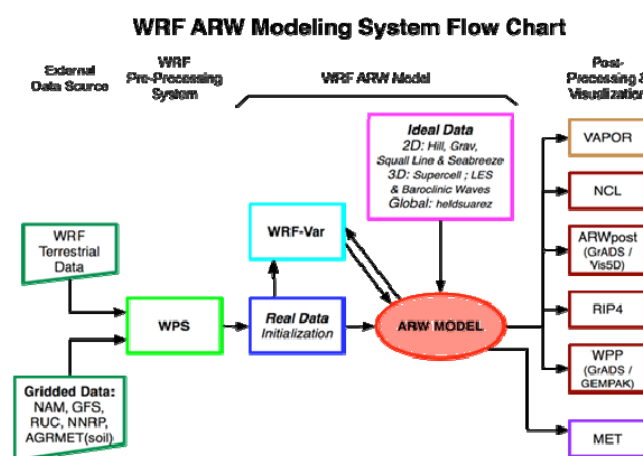 WRF ARW Modeling System Flow Chart
External
Data Source
WRF
Pre-Processing
System
WRF ARW Model
Post-
Processing &
Visualization
Ideal Data
2D: Hill, Grav,
Squall Line & Seabreeze
3D: Supercell ; LES
& Baroclinic Waves
Global: heldsuarez
VAPOR
NCL
WRF
Terrestrial
Data
WRF-Var
ARWpost
(GrADS /
Vis5D)
WPS
Real Data
Initialization
ARW MODEL
RIP4
WPP
(GrADS /
GEMPAK)
Gridded Data:
NAM, GFS,
RUC, NNRP,
AGRMET(soil)
MET